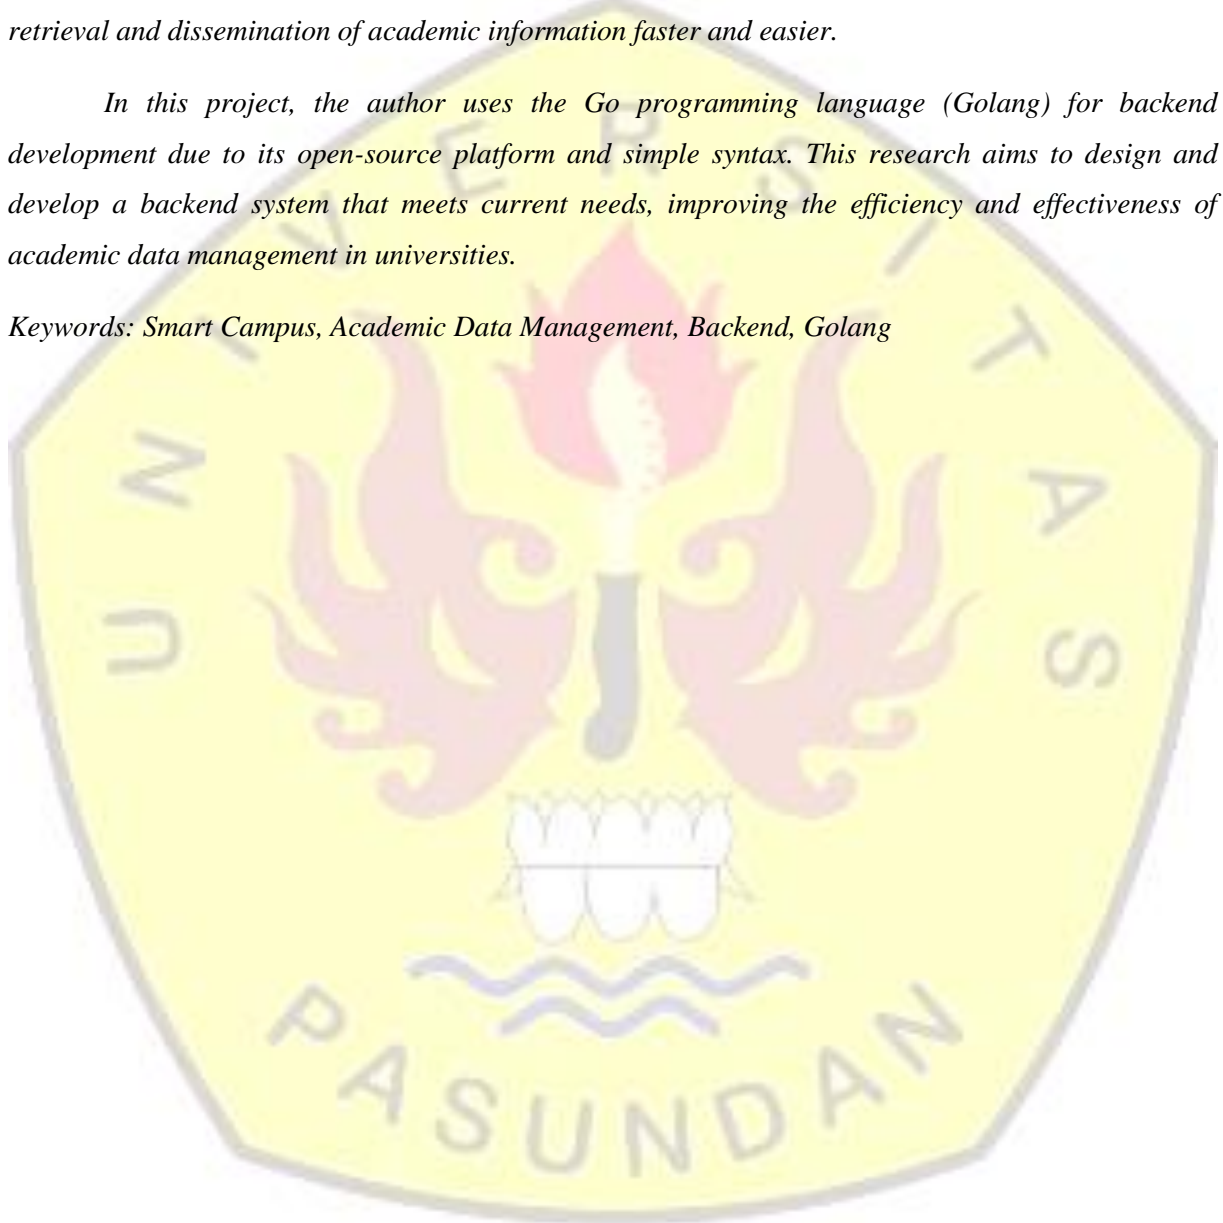 retrieval and dissemination of academic information faster and easier.
In this project, the author uses the Go programming language (Golang) for backend
development due to its open-source platform and simple syntax. This research aims to design and
develop a backend system that meets current needs, improving the efficiency and effectiveness of
academic data management in universities.
Keywords: Smart Campus, Academic Data Management, Backend, Golang
UNIVERSITAS
PASUNDAN